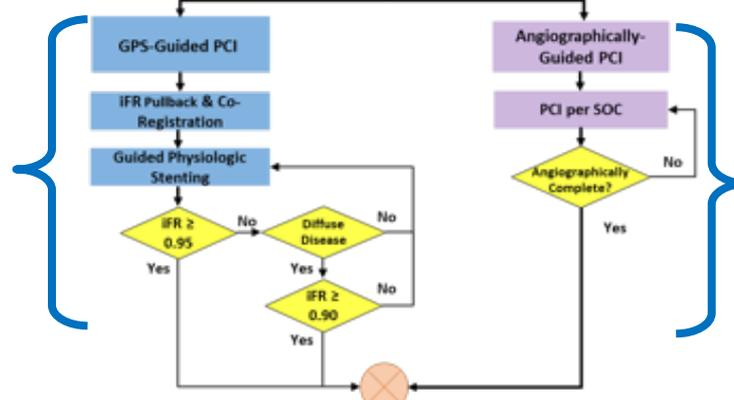 GPS-Guided PCI
iFR Pullback & Co-
Registration
Guided Physiologic
Stenting
iFR ≥
0.95
No
Yes
Diffuse
Disease
No
Yes
iFR ≥
0.90
No
Yes
Angiographically-
Guided PCI
PCI per SOC
Angiographically
Complete?
No
Yes